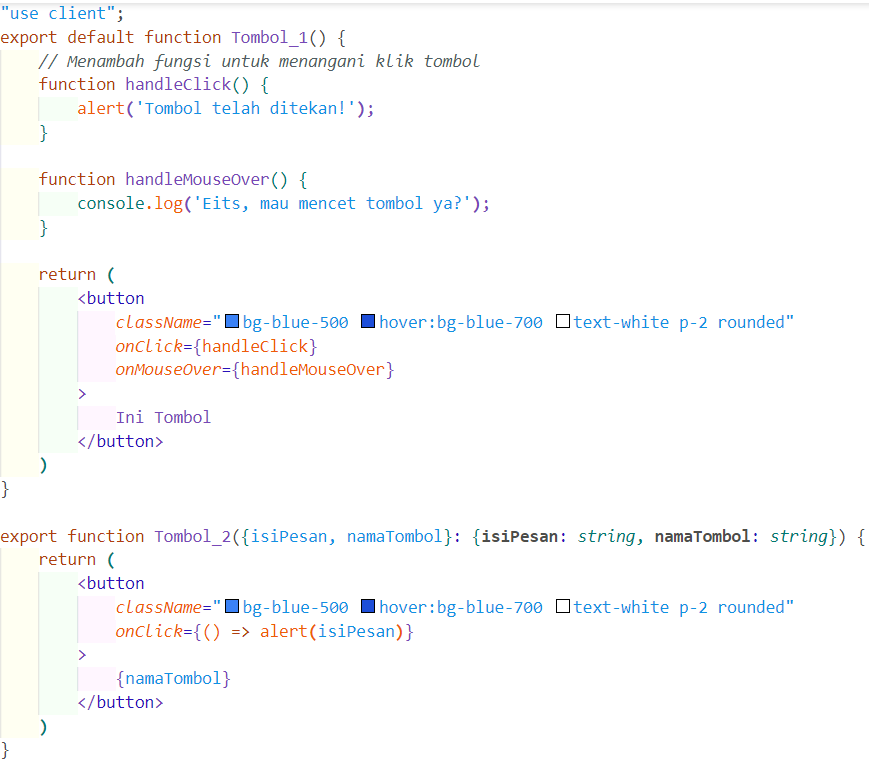 "use client";
export default function Tombol_1() {
    // Menambah fungsi untuk menangani klik tombol
    function handleClick() {
        alert('Tombol telah ditekan!');
    }

    function handleMouseOver() {
        console.log('Eits, mau mencet tombol ya?');
    }

    return (
        <button
            className="bg-blue-500 hover:bg-blue-700 text-white p-2 rounded"
            onClick={handleClick}
            onMouseOver={handleMouseOver}
        >
            Ini Tombol
        </button>
    )
}

export function Tombol_2({isiPesan, namaTombol}: {isiPesan: string, namaTombol: string}) {
    return (
        <button
            className="bg-blue-500 hover:bg-blue-700 text-white p-2 rounded"
            onClick={() => alert(isiPesan)}
        >
            {namaTombol}
        </button>
    )
}